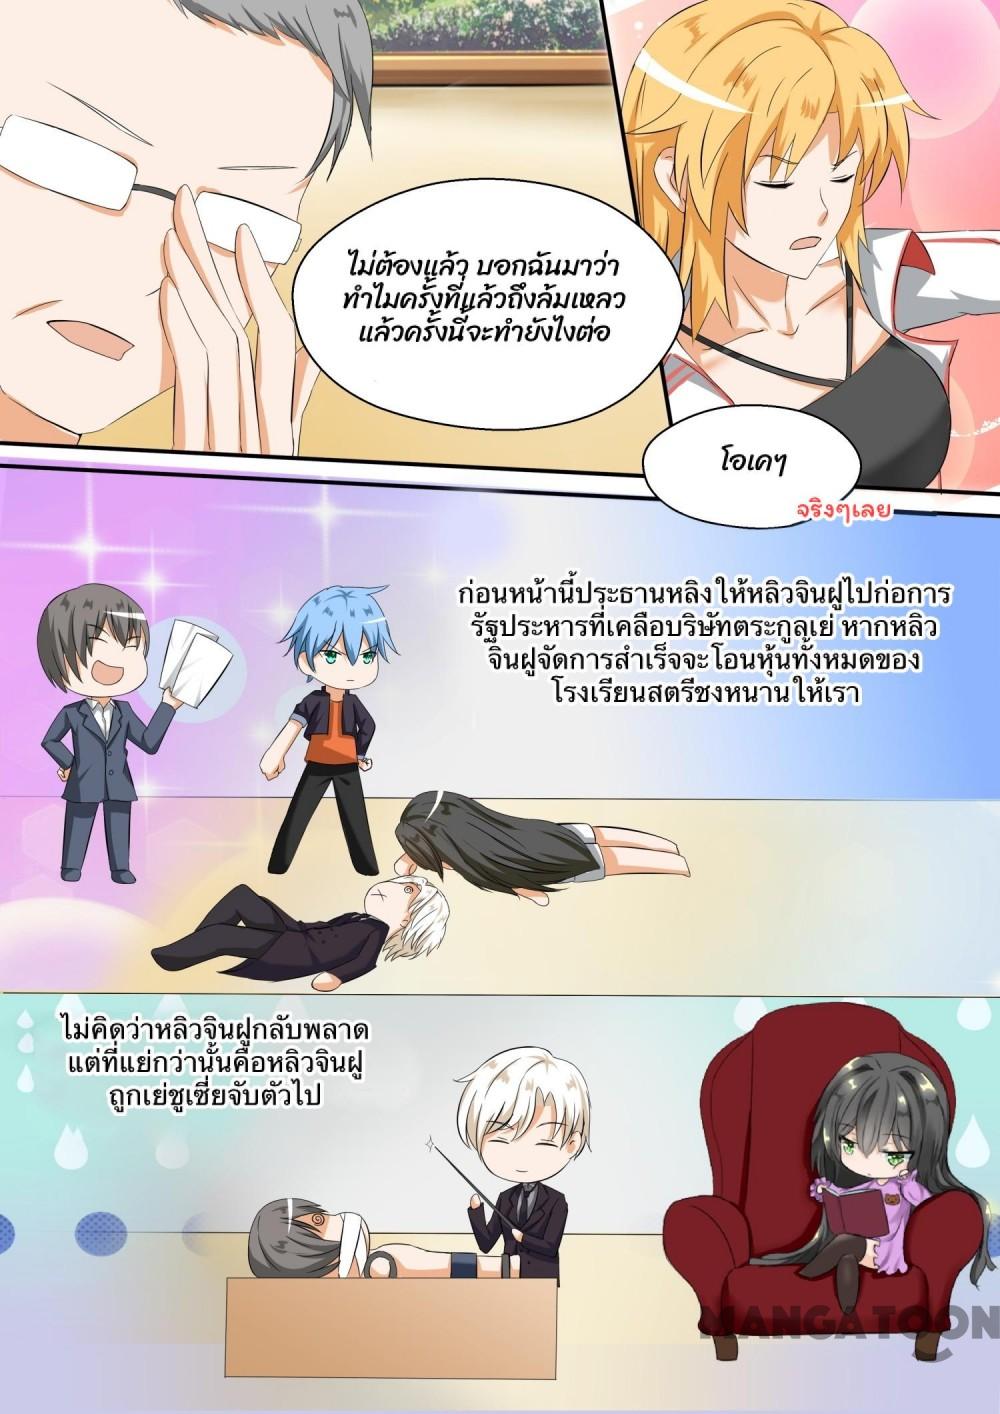 ไม่ต้องแล้ว บอกฉันมาว่า
ทำไมครั้งที่แล้วถึงล้มเหลว
แล้วครั้งนี้จะทำยังไงต่อ
โอเคๆ
จริงๆเลย
ก่อนหน้านี้ประธานหลิงให้หลิวจินฝูไปก่อการ
รัฐประหารที่เคลือบริษัทตระกูลเย่ หากหลิว
จินฝูจัดการสำเร็จจะโอนหุ้นทั้งหมดของ
โรงเรียนสตรีชงหนานให้เรา
ไม่คิดว่าหลิวจินฝูกลับพลาด
แต่ที่แย่กว่านั้นคือหลิวจินฝู
ถูกเย่ชูเซี่ยจับตัวไป
MANGATOON